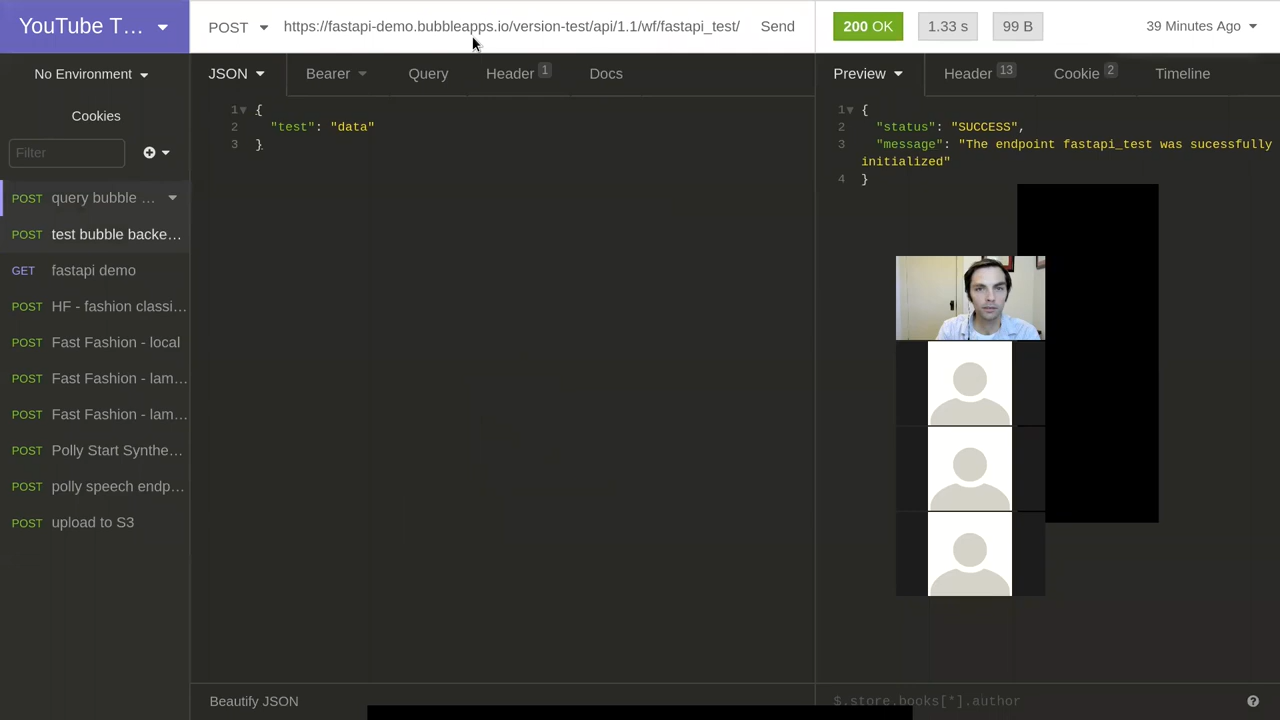 YouTube T...
POST
https://fastapi-demo.bubbleapps.io/version-test/api/1.1/wf/fastapi_test/
Send
200 OK
1.33 s
99 B
39 Minutes Ago
No Environment
Cookies
Filter
POST query bubble ...
POST test bubble backe...
GET fastapi demo
POST HF - fashion classi...
POST Fast Fashion - local
POST Fast Fashion - lam...
POST Fast Fashion - lam...
POST Polly Start Synthe...
POST polly speech endp...
POST upload to S3
JSON
Bearer
Query
Header 1
Docs
1 {
2 "test": "data"
3 }
Beautify JSON
Preview
Header 13
Cookie 2
Timeline
1 {
2 "status": "SUCCESS",
3 "message": "The endpoint fastapi_test was sucessfully
initialized"
4 }
$.store.books[*].author